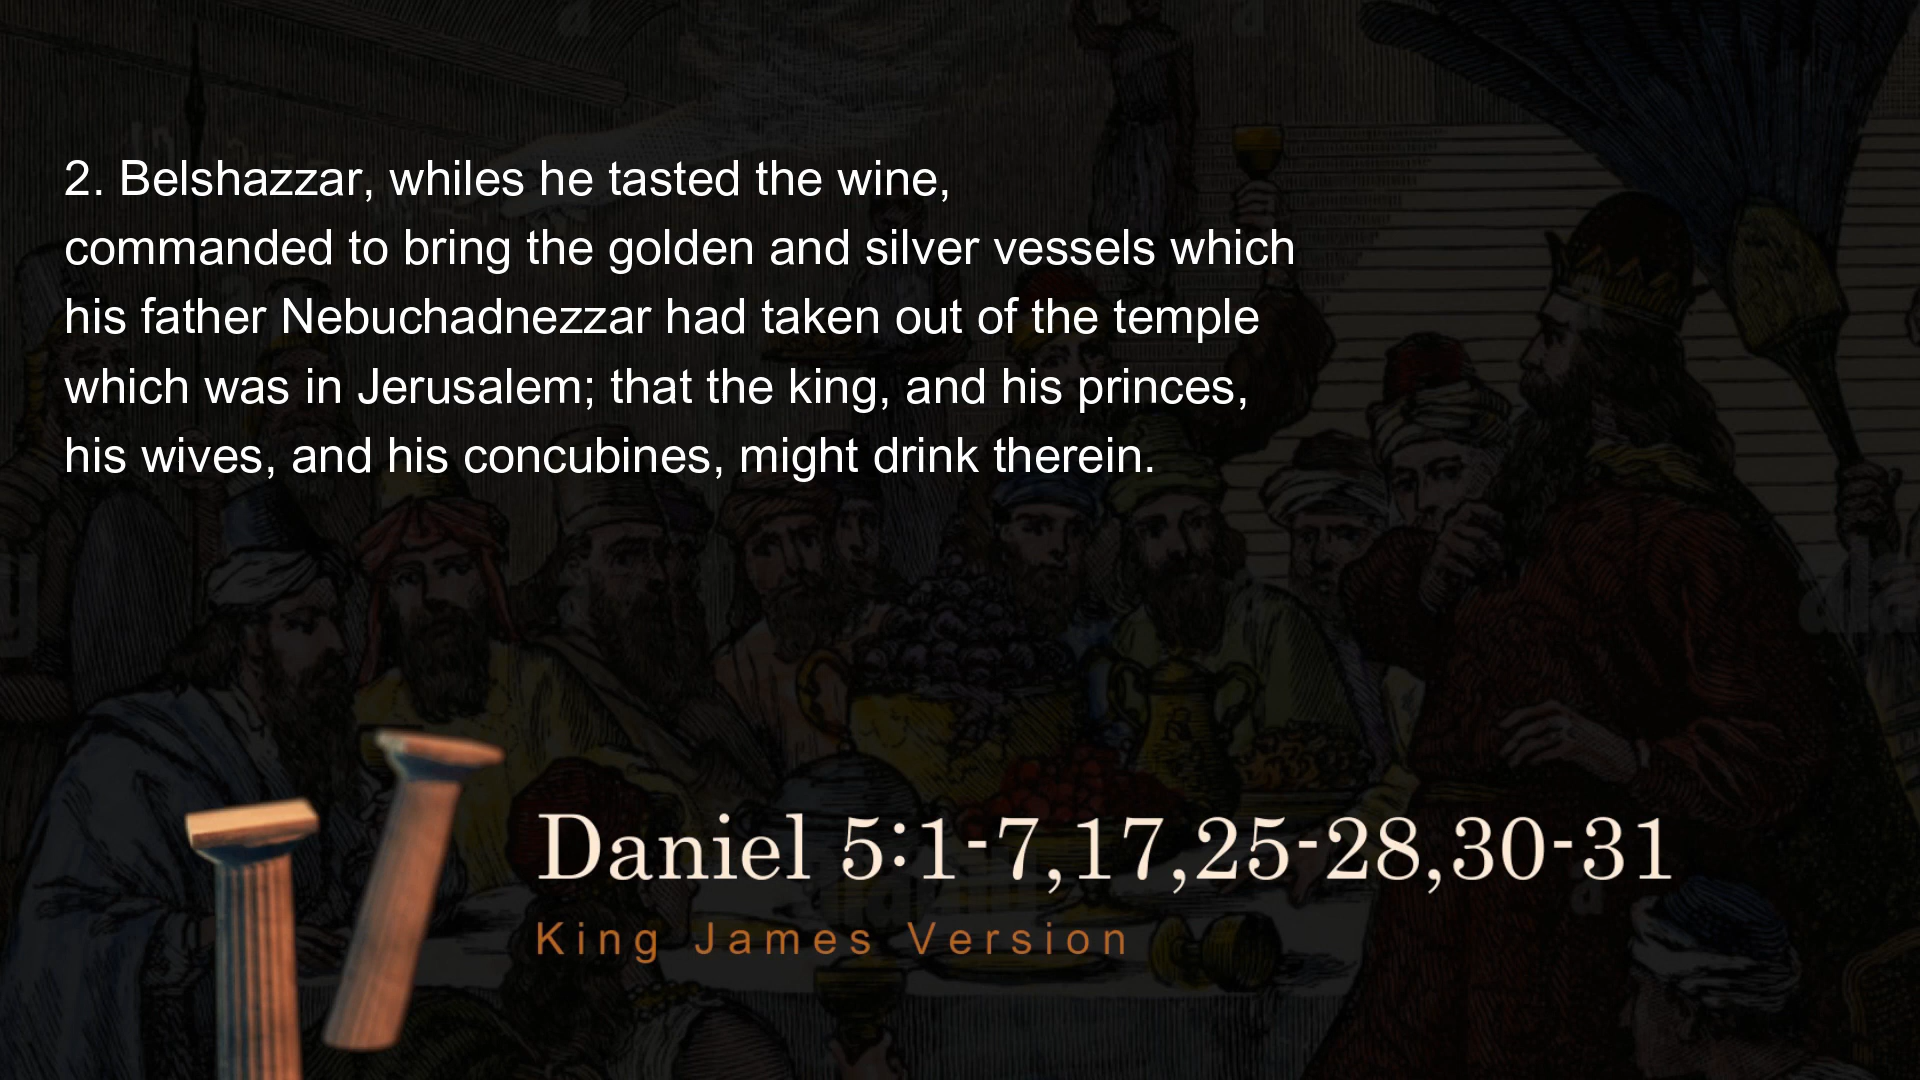 2. Belshazzar, whiles he tasted the wine,
commanded to bring the golden and silver vessels which
his father Nebuchadnezzar had taken out of the temple
which was in Jerusalem; that the king, and his princes,
his wives, and his concubines, might drink therein.
Daniel 5:1-7,17,25-28,30-31
King James Version